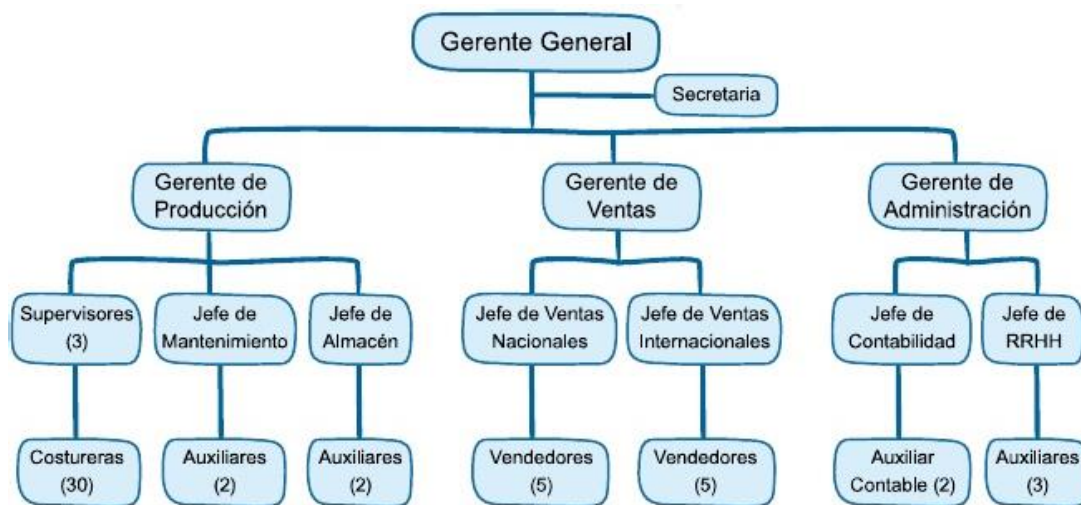 Gerente General
Secretaria
Gerente de
Producción
Gerente de
Ventas
Gerente de
Administración
Supervisores
(3)
Jefe de
Mantenimiento
Jefe de
Almacén
Jefe de Ventas
Nacionales
Jefe de Ventas
Internacionales
Jefe de
Contabilidad
Jefe de
RRHH
Costureras
(30)
Auxiliares
(2)
Auxiliares
(2)
Vendedores
(5)
Vendedores
(5)
Auxiliar
Contable (2)
Auxiliares
(3)